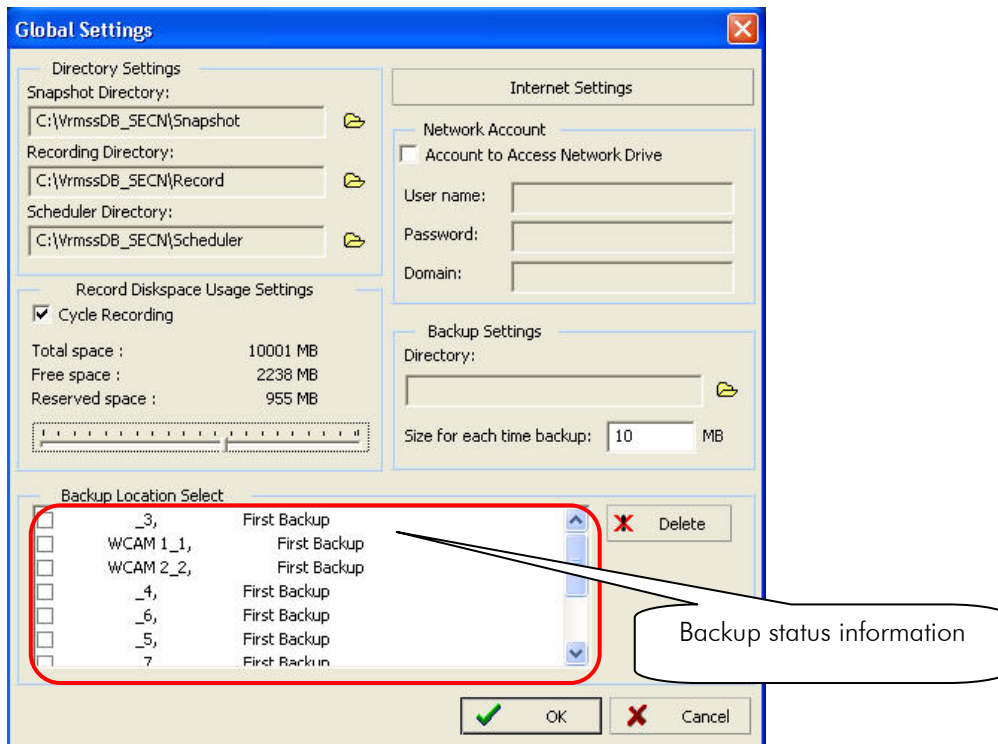 Global Settings
Directory Settings
Snapshot Directory:
C:\VrmssDB_SECN\Snapshot
Recording Directory:
C:\VrmssDB_SECN\Record
Scheduler Directory:
C:\VrmssDB_SECN\Scheduler
Record Diskspace Usage Settings
Cycle Recording
Total space : 10001 MB
Free space : 2238 MB
Reserved space : 955 MB
Internet Settings
Network Account
Account to Access Network Drive
User name:
Password:
Domain:
Backup Settings
Directory:
Size for each time backup: 10 MB
Backup Location Select
_3, First Backup
WCAM 1_1, First Backup
WCAM 2_2, First Backup
_4, First Backup
_6, First Backup
_5, First Backup
_7 First Backup
Delete
Backup status information
OK
Cancel